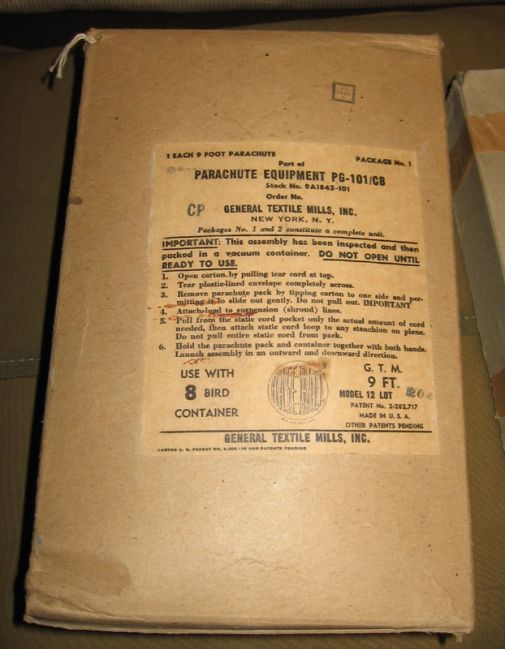 1 EACH 9 FOOT PARACHUTE
PACKAGE No. 1
Part of
PARACHUTE EQUIPMENT PG-101/CB
Stock No. 9A1845-101
Order No.
CP GENERAL TEXTILE MILLS, INC.
NEW YORK, N. Y.
Packages No. 1 and 2 constitute a complete unit.
IMPORTANT: This assembly has been inspected and then
packed in a vacuum container. DO NOT OPEN UNTIL
READY TO USE.
1. Open carton by pulling tear cord at top.
2. Tear plastic-lined envelope completely across.
3. Remove parachute pack by tipping carton to one side and per-
mitting it to slide out gently. Do not pull out. IMPORTANT
4. Attach load to suspension (shroud) lines.
5. Pull from the static cord pocket only the actual amount of cord
needed, then attach static cord loop to any stanchion on plane.
Do not pull entire static cord from pack.
6. Hold the parachute pack and container together with both hands.
Launch assembly in an outward and downward direction.
USE WITH
8 BIRD
CONTAINER
G. T. M.
9 FT.
MODEL 12 LOT
PATENT No. 2-282,717
MADE IN U. S. A.
OTHER PATENTS PENDING
GENERAL TEXTILE MILLS, INC.